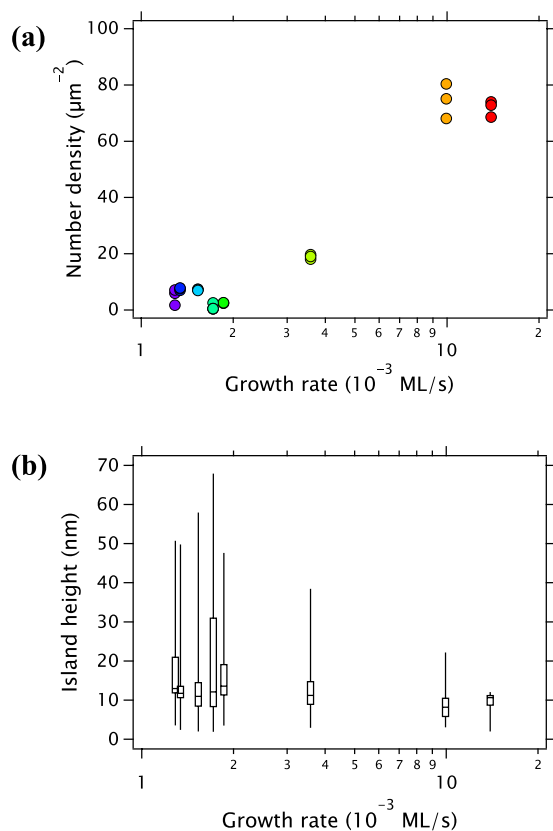 (a)
Number density (µm⁻²)
100
80
60
40
20
0
1 2 3 4 5 6 7 8 9 10 2
Growth rate (10⁻³ ML/s)
(b)
Island height (nm)
70
60
50
40
30
20
10
0
1 2 3 4 5 6 7 8 9 10 2
Growth rate (10⁻³ ML/s)